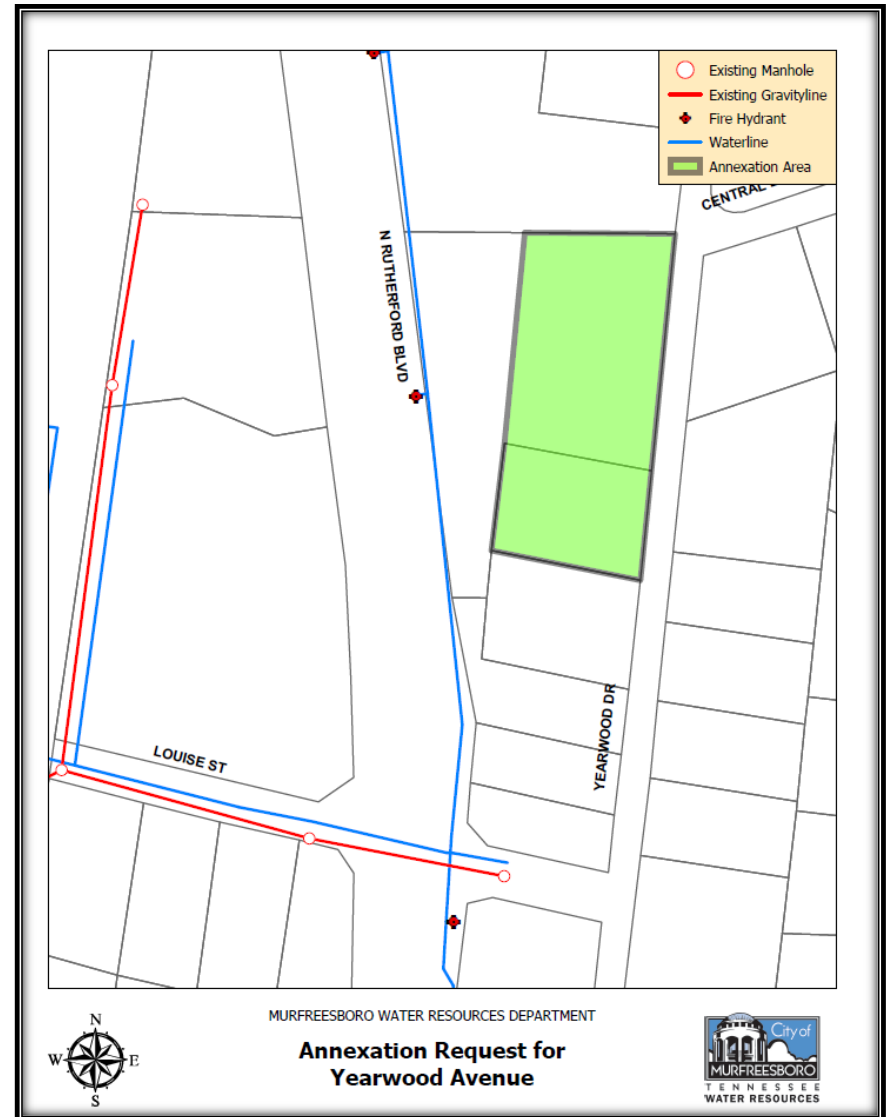 Existing Manhole
Existing Gravityline
Fire Hydrant
Waterline
Annexation Area
CENTRAL
N RUTHERFORD BLVD
YEARWOOD DR
LOUISE ST
N
W E
S
MURFREESBORO WATER RESOURCES DEPARTMENT
Annexation Request for
Yearwood Avenue
City of
MURFREESBORO
TENNESSEE
WATER RESOURCES